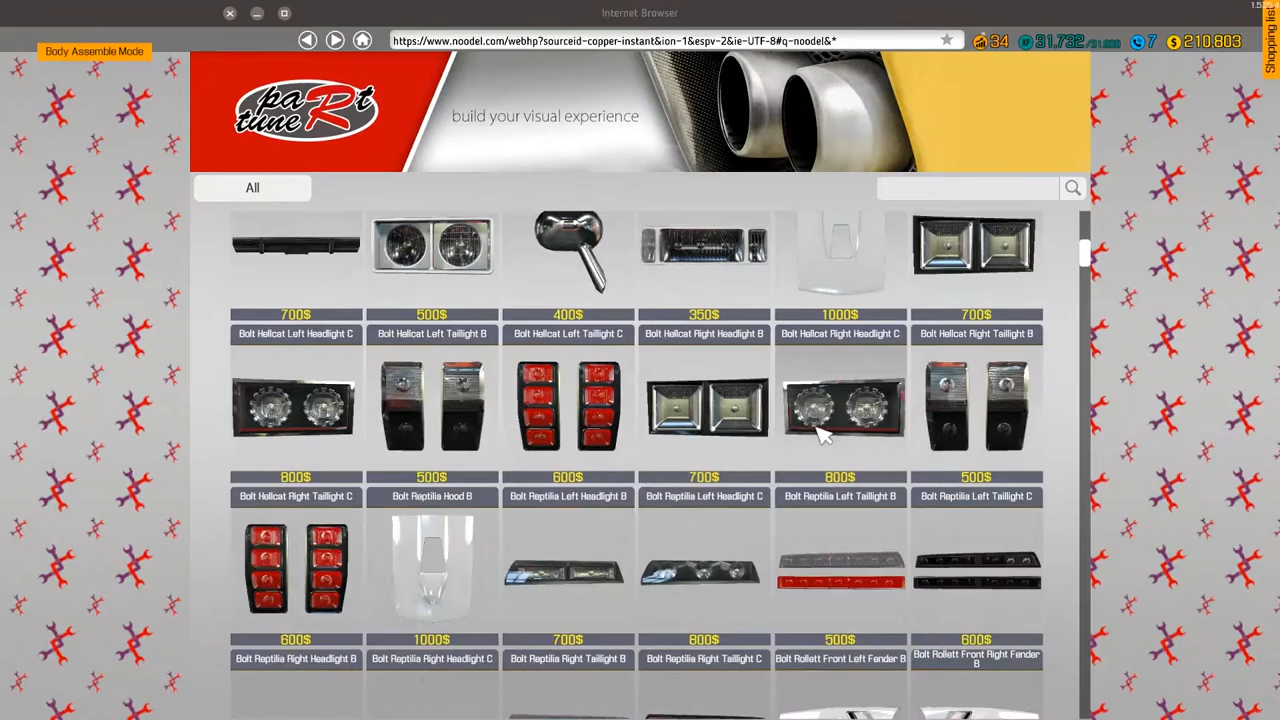 Internet Browser
https://www.noodel.com/webhp?sourceid-copper-instant&ion-1&espv-2&ie-UTF-8#q-noodel&*
34
31,732
7
$ 210,803
Shopping list
Body Assemble Mode
paRt
tune
build your visual experience
All
700$ 500$ 400$ 350$ 1000$ 700$
Bolt Hellcat Left Headlight C Bolt Hellcat Left Taillight B Bolt Hellcat Left Taillight C Bolt Hellcat Right Headlight B Bolt Hellcat Right Headlight C Bolt Hellcat Right Taillight B
800$ 500$ 600$ 700$ 800$ 500$
Bolt Hellcat Right Taillight C Bolt Reptilia Hood B Bolt Reptilia Left Headlight B Bolt Reptilia Left Headlight C Bolt Reptilia Left Taillight B Bolt Reptilia Left Taillight C
600$ 1000$ 700$ 800$ 500$ 600$
Bolt Reptilia Right Headlight B Bolt Reptilia Right Headlight C Bolt Reptilia Right Taillight B Bolt Reptilia Right Taillight C Bolt Rollett Front Left Fender B Bolt Rollett Front Right Fender
B